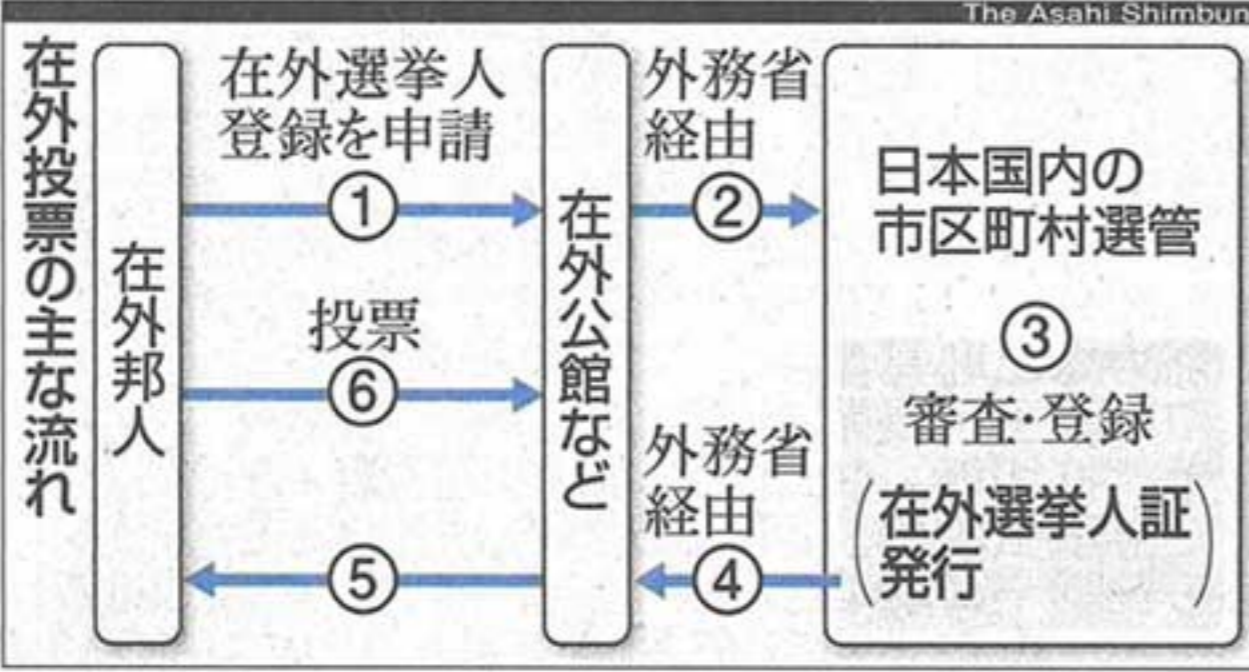 The Asahi Shimbun
在外投票の主な流れ
在外邦人
在外選挙人
登録を申請
①
投票
⑥
⑤
在外公館など
外務省
経由
②
外務省
経由
④
日本国内の
市区町村選管
③
審査・登録
(在外選挙人証
発行)